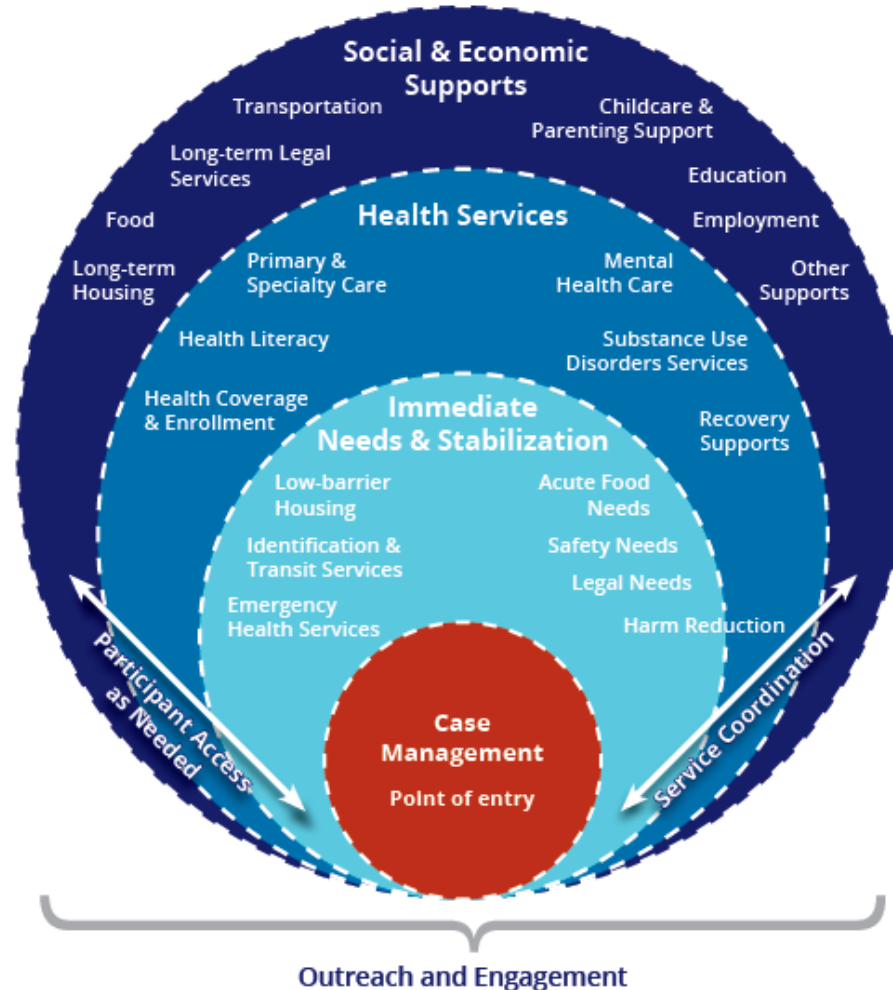 Social & Economic
Supports
Transportation
Childcare &
Parenting Support
Long-term Legal
Services
Education
Food
Employment
Long-term
Housing
Other
Supports
Health Services
Primary &
Specialty Care
Mental
Health Care
Health Literacy
Substance Use
Disorders Services
Health Coverage
& Enrollment
Recovery
Supports
Immediate
Needs & Stabilization
Low-barrier
Housing
Acute Food
Needs
Identification &
Transit Services
Safety Needs
Legal Needs
Emergency
Health Services
Harm Reduction
Participant Access
as Needed
Service Coordination
Case
Management
Point of entry
Outreach and Engagement